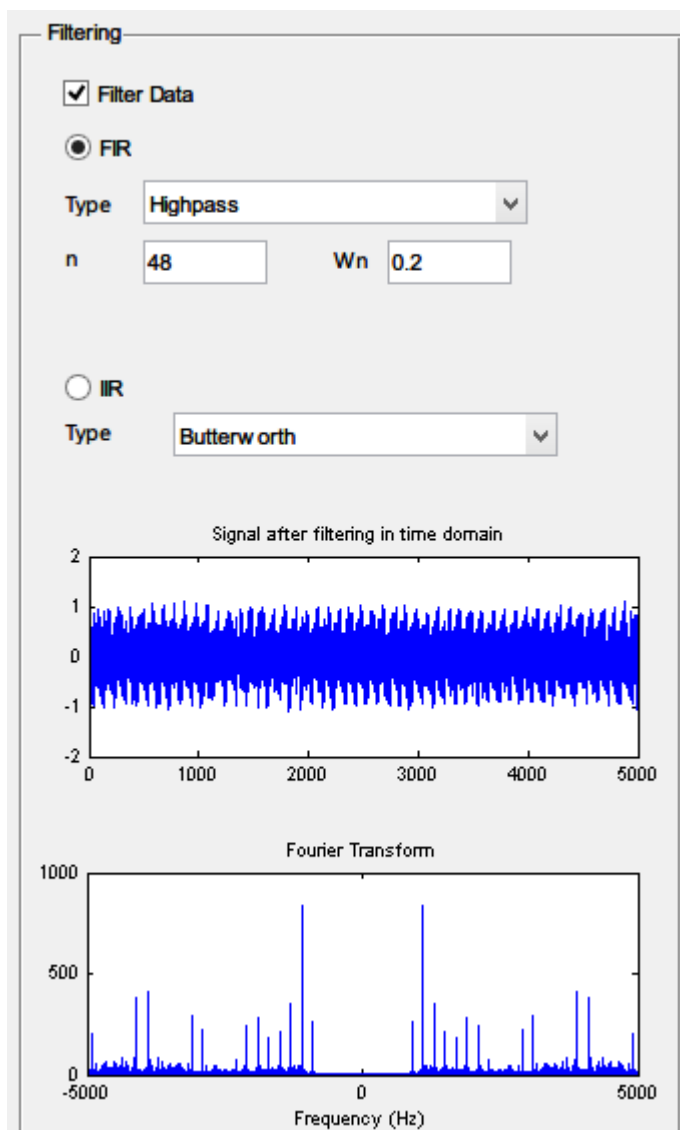 Filtering
Filter Data
FIR
Type Highpass
n 48 Wn 0.2
IIR
Type Butterworth
Signal after filtering in time domain
2
1
0
-1
-2
0 1000 2000 3000 4000 5000
Fourier Transform
1000
500
0
-5000 0 5000
Frequency (Hz)